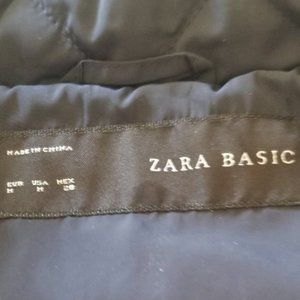 MADE IN CHINA
ZARA BASIC
EUR USA MEX
M M 28